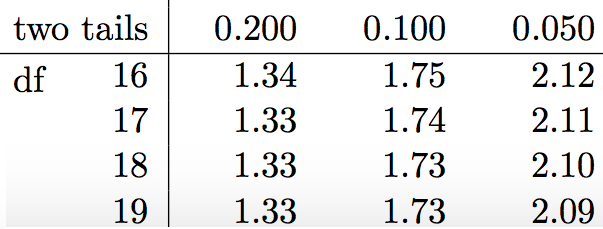 two tails 0.200 0.100 0.050
df 16 1.34 1.75 2.12
17 1.33 1.74 2.11
18 1.33 1.73 2.10
19 1.33 1.73 2.09